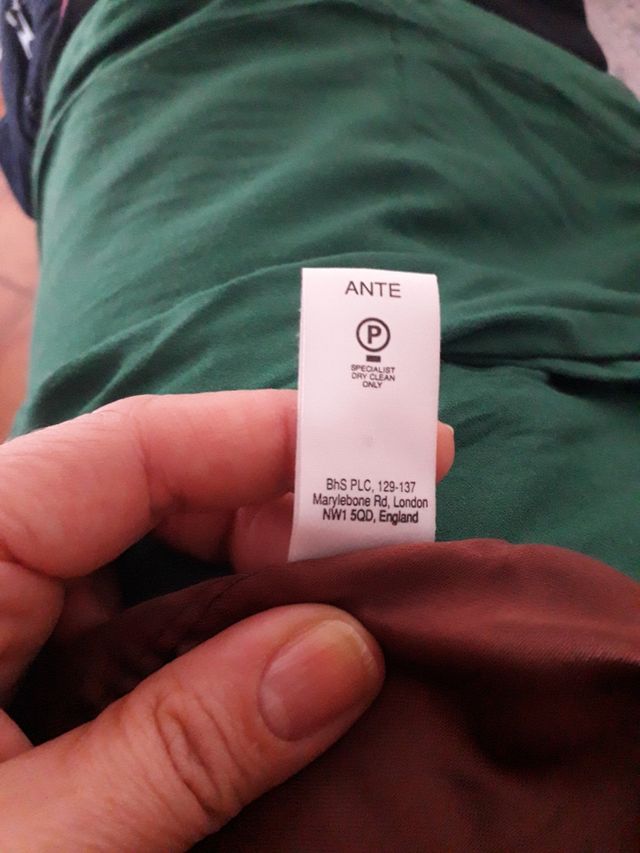 ANTE
P
SPECIALIST
DRY CLEAN
ONLY
BhS PLC, 129-137
Marylebone Rd, London
NW1 5QD, England